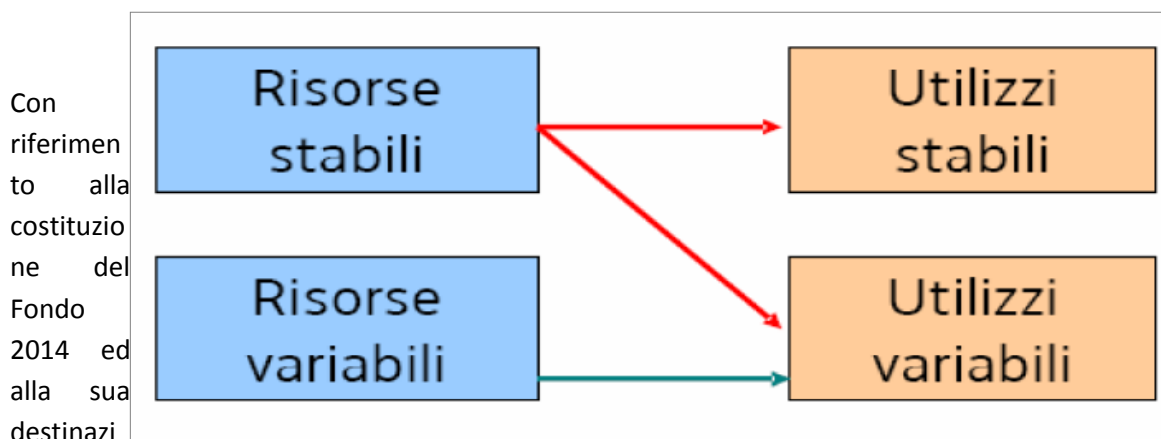 Con
riferimen
to alla
costituzio
ne del
Fondo
2014 ed
alla sua
destinazi
Risorse
stabili
Utilizzi
stabili
Risorse
variabili
Utilizzi
variabili